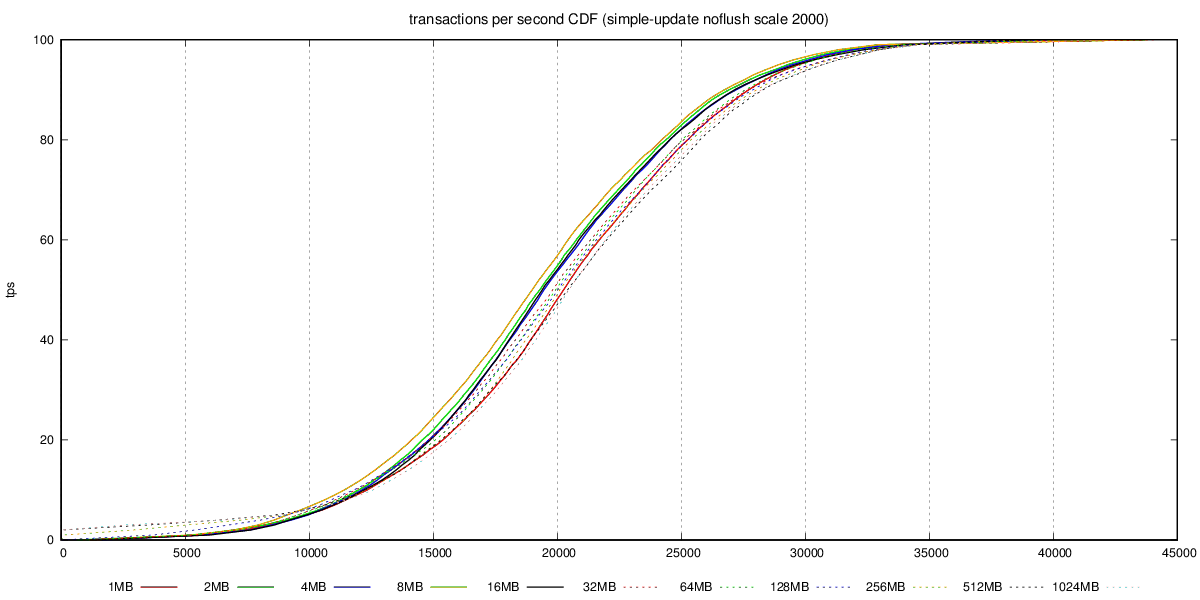 transactions per second CDF (simple-update noflush scale 2000)
100
80
60
40
20
0
tps
0 5000 10000 15000 20000 25000 30000 35000 40000 45000
1MB 2MB 4MB 8MB 16MB 32MB 64MB 128MB 256MB 512MB 1024MB